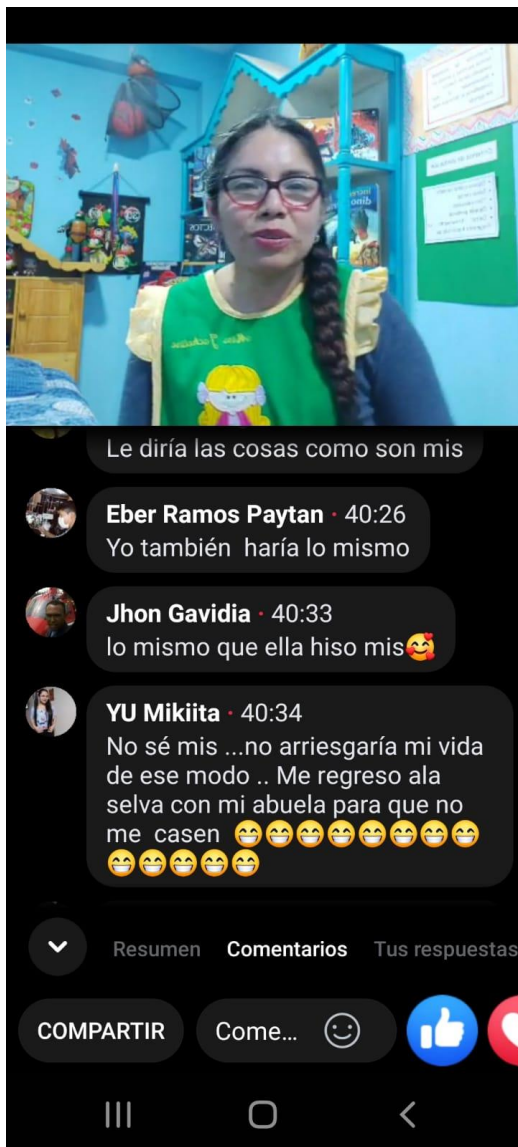 Le diría las cosas como son mis
Eber Ramos Paytan · 40:26
Yo también haría lo mismo
Jhon Gavidia · 40:33
lo mismo que ella hiso mis🥰
YU Mikiita · 40:34
No sé mis ...no arriesgaría mi vida
de ese modo .. Me regreso ala
selva con mi abuela para que no
me casen 😁😁😁😁😁😁😁😁
😁😁😁😁😁
Resumen Comentarios Tus respuestas
COMPARTIR Come...